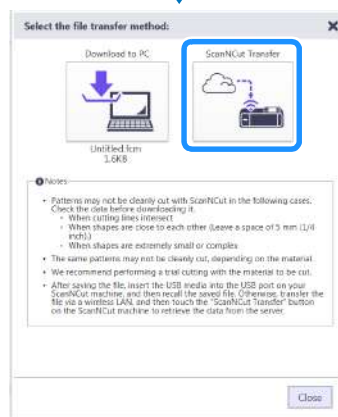 Select the file transfer method:
Download to PC
ScanNCut Transfer
Untitled.fcm
1.6KB
Notes
• Patterns may not be cleanly cut with ScanNCut in the following cases.
Check the data before downloading it.
• When cutting lines intersect
• When shapes are close to each other (Leave a space of 5 mm (1/4
inch).)
• When shapes are extremely small or complex
• The same patterns may not be cleanly cut, depending on the material.
• We recommend performing a trial cutting with the material to be cut.
• After saving the file, insert the USB media into the USB port on your
ScanNCut machine, and then recall the saved file. Otherwise, transfer the
file via a wireless LAN, and then touch the "ScanNCut Transfer" button
on the ScanNCut machine to retrieve the data from the server.
Close